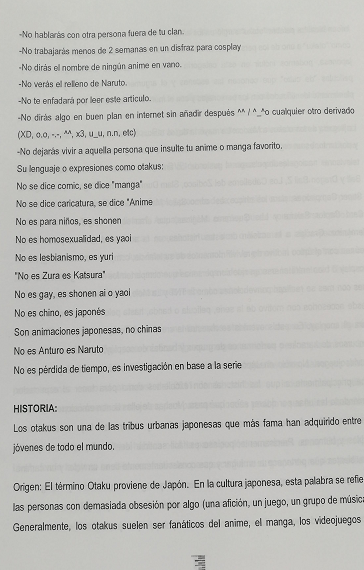 -No hablarás con otra persona fuera de tu clan.
-No trabajarás menos de 2 semanas en un disfraz para cosplay
-No dirás el nombre de ningún anime en vano.
-No verás el relleno de Naruto.
-No te enfadará por leer este artículo.
-No dirás algo en buen plan en internet sin añadir después ^^ / ^_^o cualquier otro derivado
(XD, o.o, -.-, ^^, x3, u_u, n.n, etc)
-No dejarás vivir a aquella persona que insulte tu anime o manga favorito.
Su lenguaje o expresiones como otakus:
No se dice comic, se dice "manga"
No se dice caricatura, se dice "Anime
No es para niños, es shonen
No es homosexualidad, es yaoi
No es lesbianismo, es yuri
"No es Zura es Katsura"
No es gay, es shonen ai o yaoi
No es chino, es japonés
Son animaciones japonesas, no chinas
No es Anturo es Naruto
No es pérdida de tiempo, es investigación en base a la serie
HISTORIA:
Los otakus son una de las tribus urbanas japonesas que más fama han adquirido entre
jóvenes de todo el mundo.
Origen: El término Otaku proviene de Japón. En la cultura japonesa, esta palabra se refie
las personas con demasiada obsesión por algo (una afición, un juego, un grupo de música
Generalmente, los otakus suelen ser fanáticos del anime, el manga, los videojuegos